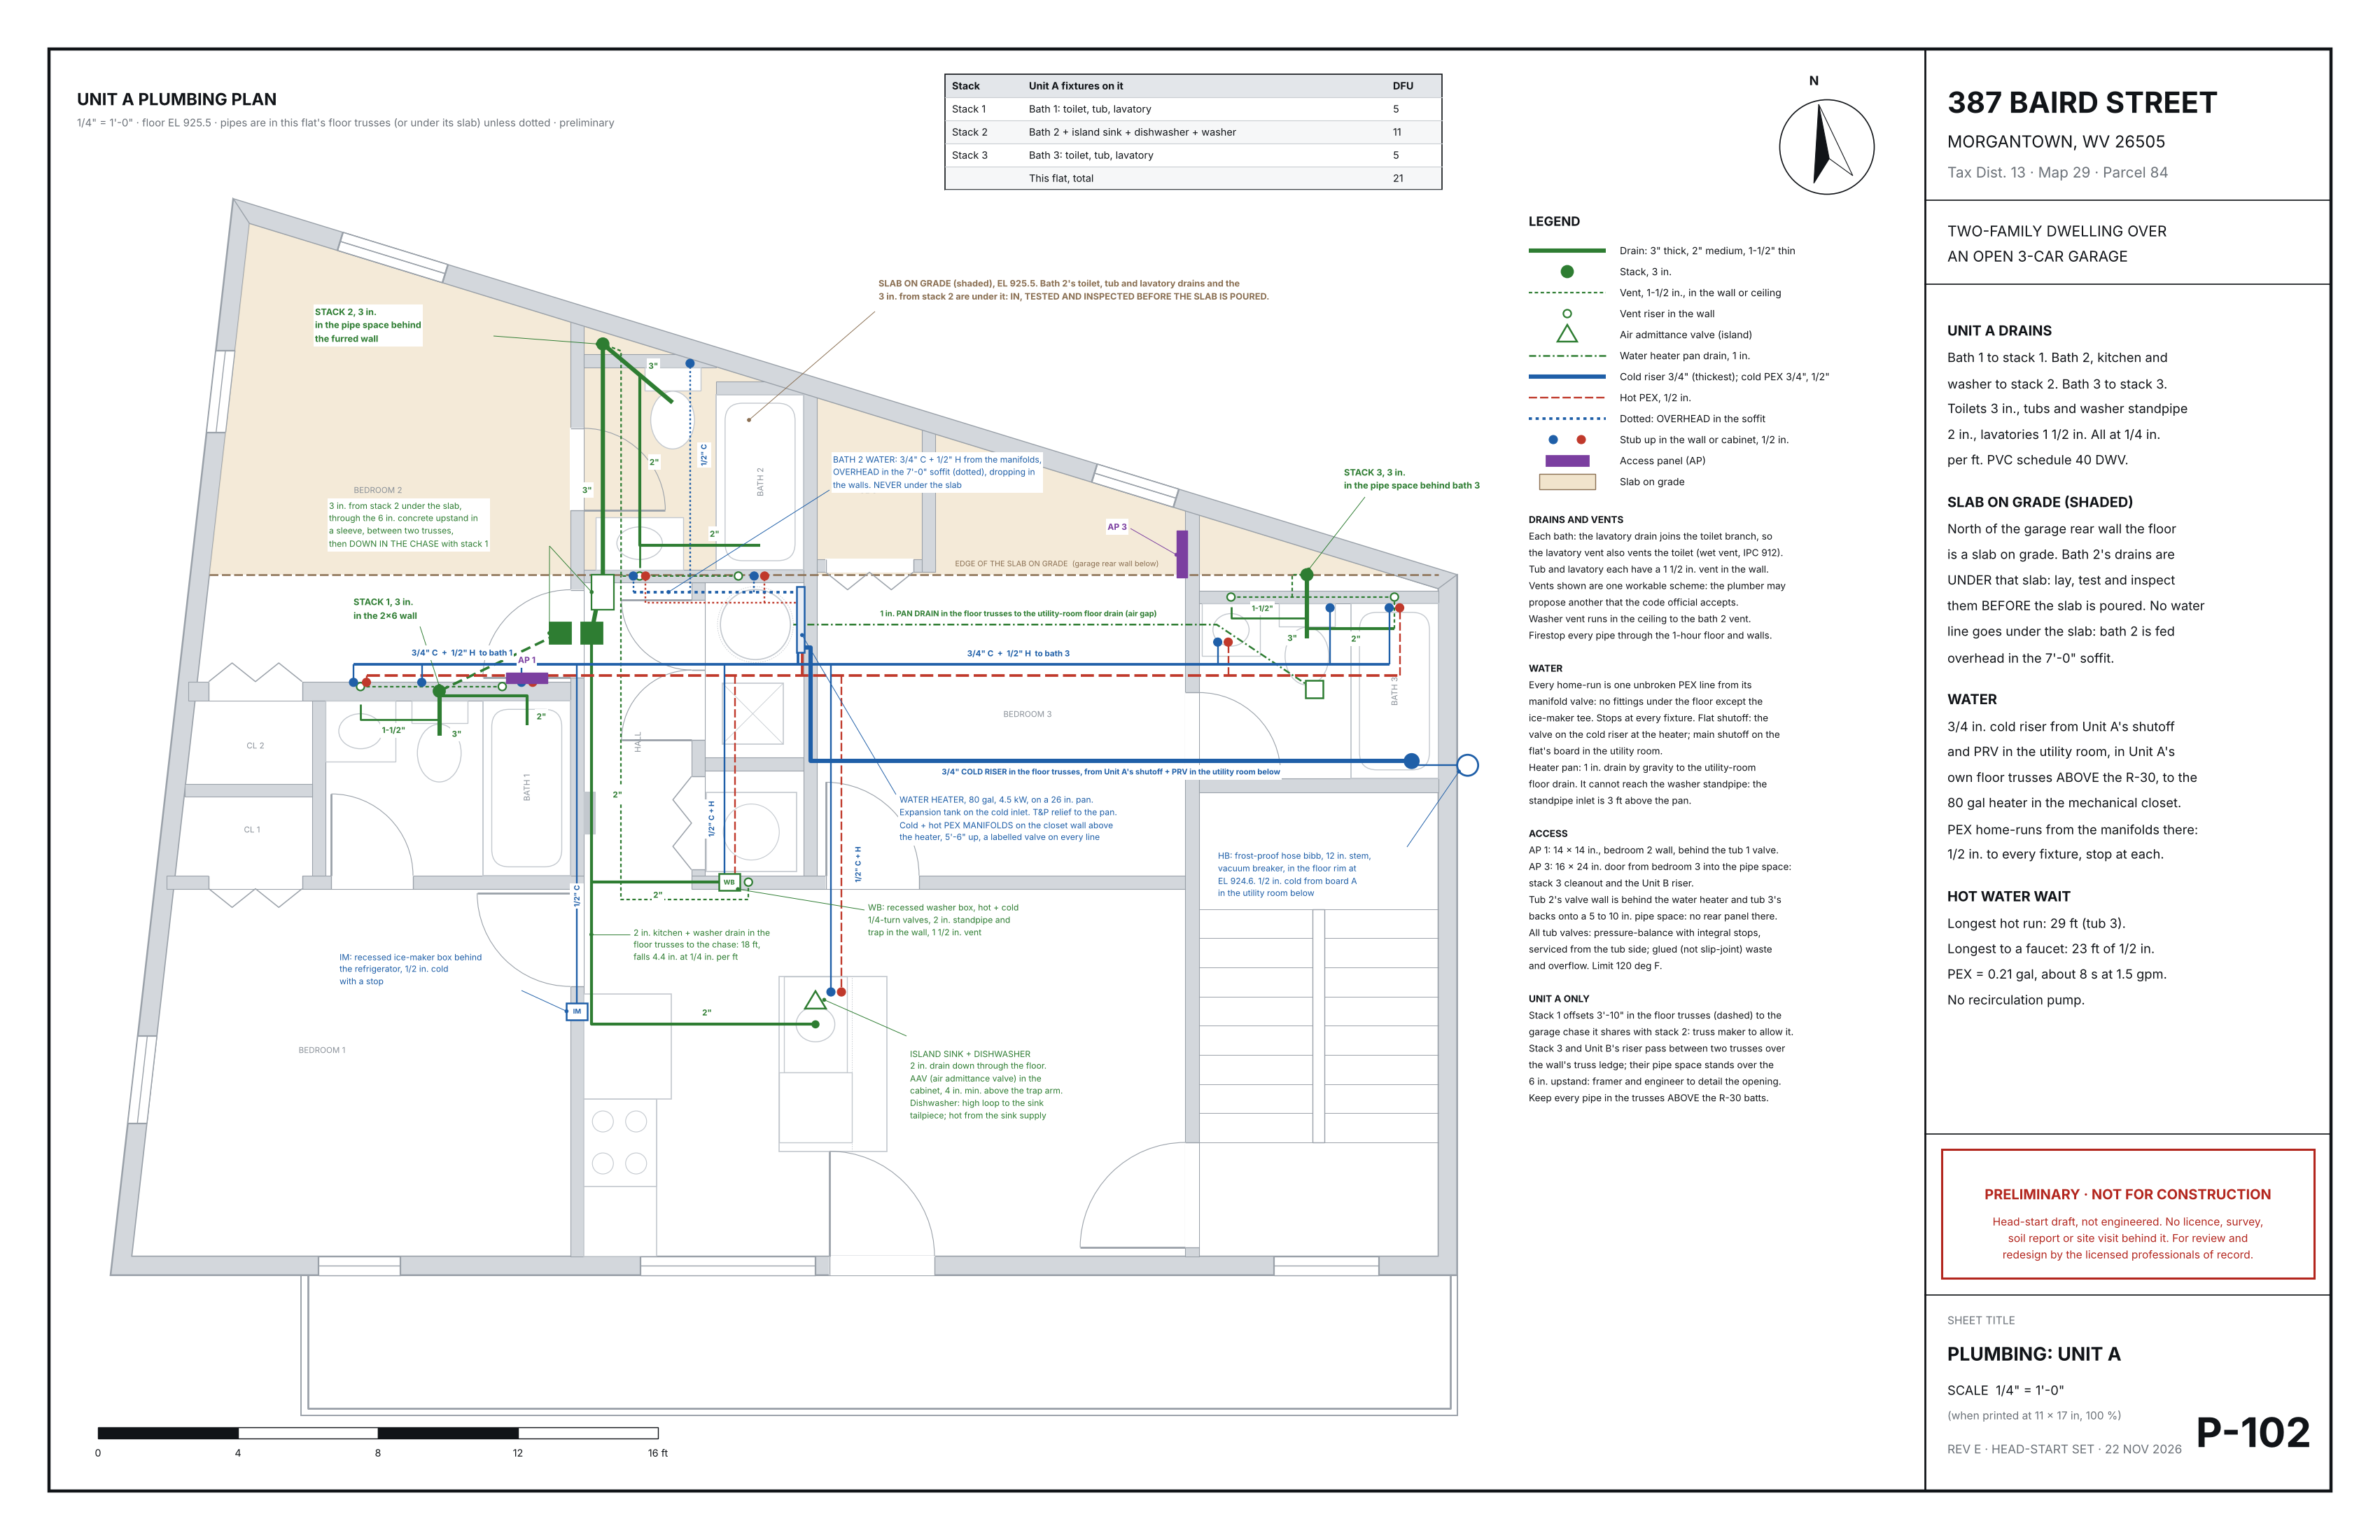 UNIT A PLUMBING PLAN
1/4" = 1'-0" · floor EL 925.5 · pipes are in this flat's floor trusses (or under its slab) unless dotted · preliminary
Stack Unit A fixtures on it DFU
Stack 1 Bath 1: toilet, tub, lavatory 5
Stack 2 Bath 2 + island sink + dishwasher + washer 11
Stack 3 Bath 3: toilet, tub, lavatory 5
This flat, total 21
N
SLAB ON GRADE (shaded), EL 925.5. Bath 2's toilet, tub and lavatory drains and the
3 in. from stack 2 are under it: IN, TESTED AND INSPECTED BEFORE THE SLAB IS POURED.
STACK 2, 3 in.
in the pipe space behind
the furred wall
3"
2"
1/2" C
BATH 2
3"
2"
BATH 2 WATER: 3/4" C + 1/2" H from the manifolds,
OVERHEAD in the 7'-0" soffit (dotted), dropping in
the walls. NEVER under the slab
STACK 3, 3 in.
in the pipe space behind bath 3
BEDROOM 2
3 in. from stack 2 under the slab,
through the 6 in. concrete upstand in
a sleeve, between two trusses,
then DOWN IN THE CHASE with stack 1
AP 3
EDGE OF THE SLAB ON GRADE (garage rear wall below)
STACK 1, 3 in.
in the 2×6 wall
1 in. PAN DRAIN in the floor trusses to the utility-room floor drain (air gap)
1-1/2"
3"
2"
3/4" C + 1/2" H to bath 1
AP 1
3/4" C + 1/2" H to bath 3
BATH 3
BEDROOM 3
CL 2
1-1/2"
3"
2"
HALL
BATH 1
3/4" COLD RISER in the floor trusses, from Unit A's shutoff + PRV in the utility room below
2"
CL 1
1/2" C + H
WATER HEATER, 80 gal, 4.5 kW, on a 26 in. pan.
Expansion tank on the cold inlet. T&P relief to the pan.
Cold + hot PEX MANIFOLDS on the closet wall above
the heater, 5'-6" up, a labelled valve on every line
1/2" C + H
HB: frost-proof hose bibb, 12 in. stem,
vacuum breaker, in the floor rim at
EL 924.6. 1/2 in. cold from board A
in the utility room below
1/2" C
WB
2"
WB: recessed washer box, hot + cold
1/4-turn valves, 2 in. standpipe and
trap in the wall, 1 1/2 in. vent
2 in. kitchen + washer drain in the
floor trusses to the chase: 18 ft,
falls 4.4 in. at 1/4 in. per ft
IM: recessed ice-maker box behind
the refrigerator, 1/2 in. cold
with a stop
IM
2"
BEDROOM 1
ISLAND SINK + DISHWASHER
2 in. drain down through the floor.
AAV (air admittance valve) in the
cabinet, 4 in. min. above the trap arm.
Dishwasher: high loop to the sink
tailpiece; hot from the sink supply
0 4 8 12 16 ft
LEGEND
Drain: 3" thick, 2" medium, 1-1/2" thin
Stack, 3 in.
Vent, 1-1/2 in., in the wall or ceiling
Vent riser in the wall
Air admittance valve (island)
Water heater pan drain, 1 in.
Cold riser 3/4" (thickest); cold PEX 3/4", 1/2"
Hot PEX, 1/2 in.
Dotted: OVERHEAD in the soffit
Stub up in the wall or cabinet, 1/2 in.
Access panel (AP)
Slab on grade
DRAINS AND VENTS
Each bath: the lavatory drain joins the toilet branch, so
the lavatory vent also vents the toilet (wet vent, IPC 912).
Tub and lavatory each have a 1 1/2 in. vent in the wall.
Vents shown are one workable scheme: the plumber may
propose another that the code official accepts.
Washer vent runs in the ceiling to the bath 2 vent.
Firestop every pipe through the 1-hour floor and walls.
WATER
Every home-run is one unbroken PEX line from its
manifold valve: no fittings under the floor except the
ice-maker tee. Stops at every fixture. Flat shutoff: the
valve on the cold riser at the heater; main shutoff on the
flat's board in the utility room.
Heater pan: 1 in. drain by gravity to the utility-room
floor drain. It cannot reach the washer standpipe: the
standpipe inlet is 3 ft above the pan.
ACCESS
AP 1: 14 × 14 in., bedroom 2 wall, behind the tub 1 valve.
AP 3: 16 × 24 in. door from bedroom 3 into the pipe space:
stack 3 cleanout and the Unit B riser.
Tub 2's valve wall is behind the water heater and tub 3's
backs onto a 5 to 10 in. pipe space: no rear panel there.
All tub valves: pressure-balance with integral stops,
serviced from the tub side; glued (not slip-joint) waste
and overflow. Limit 120 deg F.
UNIT A ONLY
Stack 1 offsets 3'-10" in the floor trusses (dashed) to the
garage chase it shares with stack 2: truss maker to allow it.
Stack 3 and Unit B's riser pass between two trusses over
the wall's truss ledge; their pipe space stands over the
6 in. upstand: framer and engineer to detail the opening.
Keep every pipe in the trusses ABOVE the R-30 batts.
387 BAIRD STREET
MORGANTOWN, WV 26505
Tax Dist. 13 · Map 29 · Parcel 84
TWO-FAMILY DWELLING OVER
AN OPEN 3-CAR GARAGE
UNIT A DRAINS
Bath 1 to stack 1. Bath 2, kitchen and
washer to stack 2. Bath 3 to stack 3.
Toilets 3 in., tubs and washer standpipe
2 in., lavatories 1 1/2 in. All at 1/4 in.
per ft. PVC schedule 40 DWV.
SLAB ON GRADE (SHADED)
North of the garage rear wall the floor
is a slab on grade. Bath 2's drains are
UNDER that slab: lay, test and inspect
them BEFORE the slab is poured. No water
line goes under the slab: bath 2 is fed
overhead in the 7'-0" soffit.
WATER
3/4 in. cold riser from Unit A's shutoff
and PRV in the utility room, in Unit A's
own floor trusses ABOVE the R-30, to the
80 gal heater in the mechanical closet.
PEX home-runs from the manifolds there:
1/2 in. to every fixture, stop at each.
HOT WATER WAIT
Longest hot run: 29 ft (tub 3).
Longest to a faucet: 23 ft of 1/2 in.
PEX = 0.21 gal, about 8 s at 1.5 gpm.
No recirculation pump.
PRELIMINARY · NOT FOR CONSTRUCTION
Head-start draft, not engineered. No licence, survey,
soil report or site visit behind it. For review and
redesign by the licensed professionals of record.
SHEET TITLE
PLUMBING: UNIT A
SCALE 1/4" = 1'-0"
(when printed at 11 × 17 in, 100 %)
REV E · HEAD-START SET · 22 NOV 2026
P-102